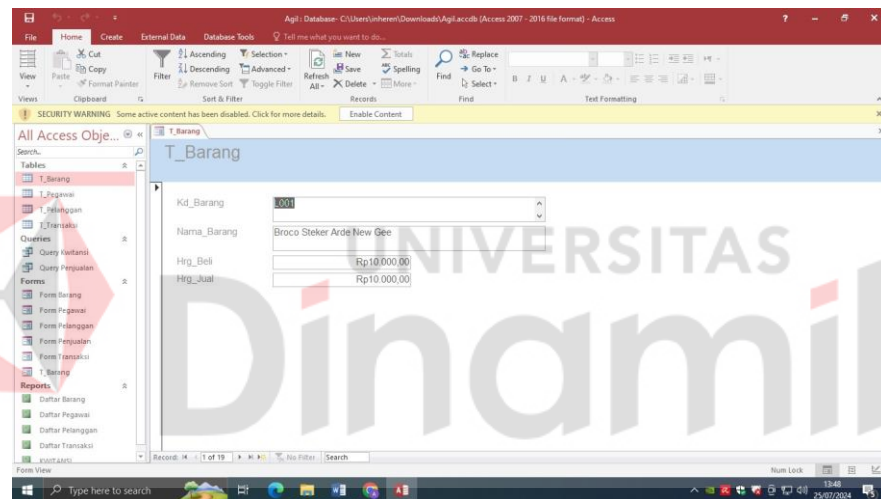 Agil : Database- C:\Users\inheren\Downloads\Agil.accdb (Access 2007 - 2016 file format) - Access
File Home Create External Data Database Tools Tell me what you want to do...
View Paste Cut Copy Format Painter
Filter Ascending Descending Remove Sort Selection Advanced Toggle Filter
Refresh All New Save Delete Totals Spelling More
Find Replace Go To Select
B I U A
Views Clipboard Sort & Filter Records Find Text Formatting
SECURITY WARNING Some active content has been disabled. Click for more details. Enable Content
All Access Obje...
Search..
Tables
T_Barang
T_Pegawai
T_Pelanggan
T_Transaksi
Queries
Query Kwitansi
Query Penjualan
Forms
Form Barang
Form Pegawai
Form Pelanggan
Form Penjualan
Form Transaksi
T_Barang
Reports
Daftar Barang
Daftar Pegawai
Daftar Pelanggan
Daftar Transaksi
KWITANSI
T_Barang
T_Barang
Kd_Barang L001
Nama_Barang Broco Steker Arde New Gee
Hrg_Beli Rp10.000,00
Hrg_Jual Rp10.000,00
UNIVERSITAS
Dinamika
Record: 1 of 19 No Filter Search
Form View Num Lock
Type here to search
13:48
25/07/2024